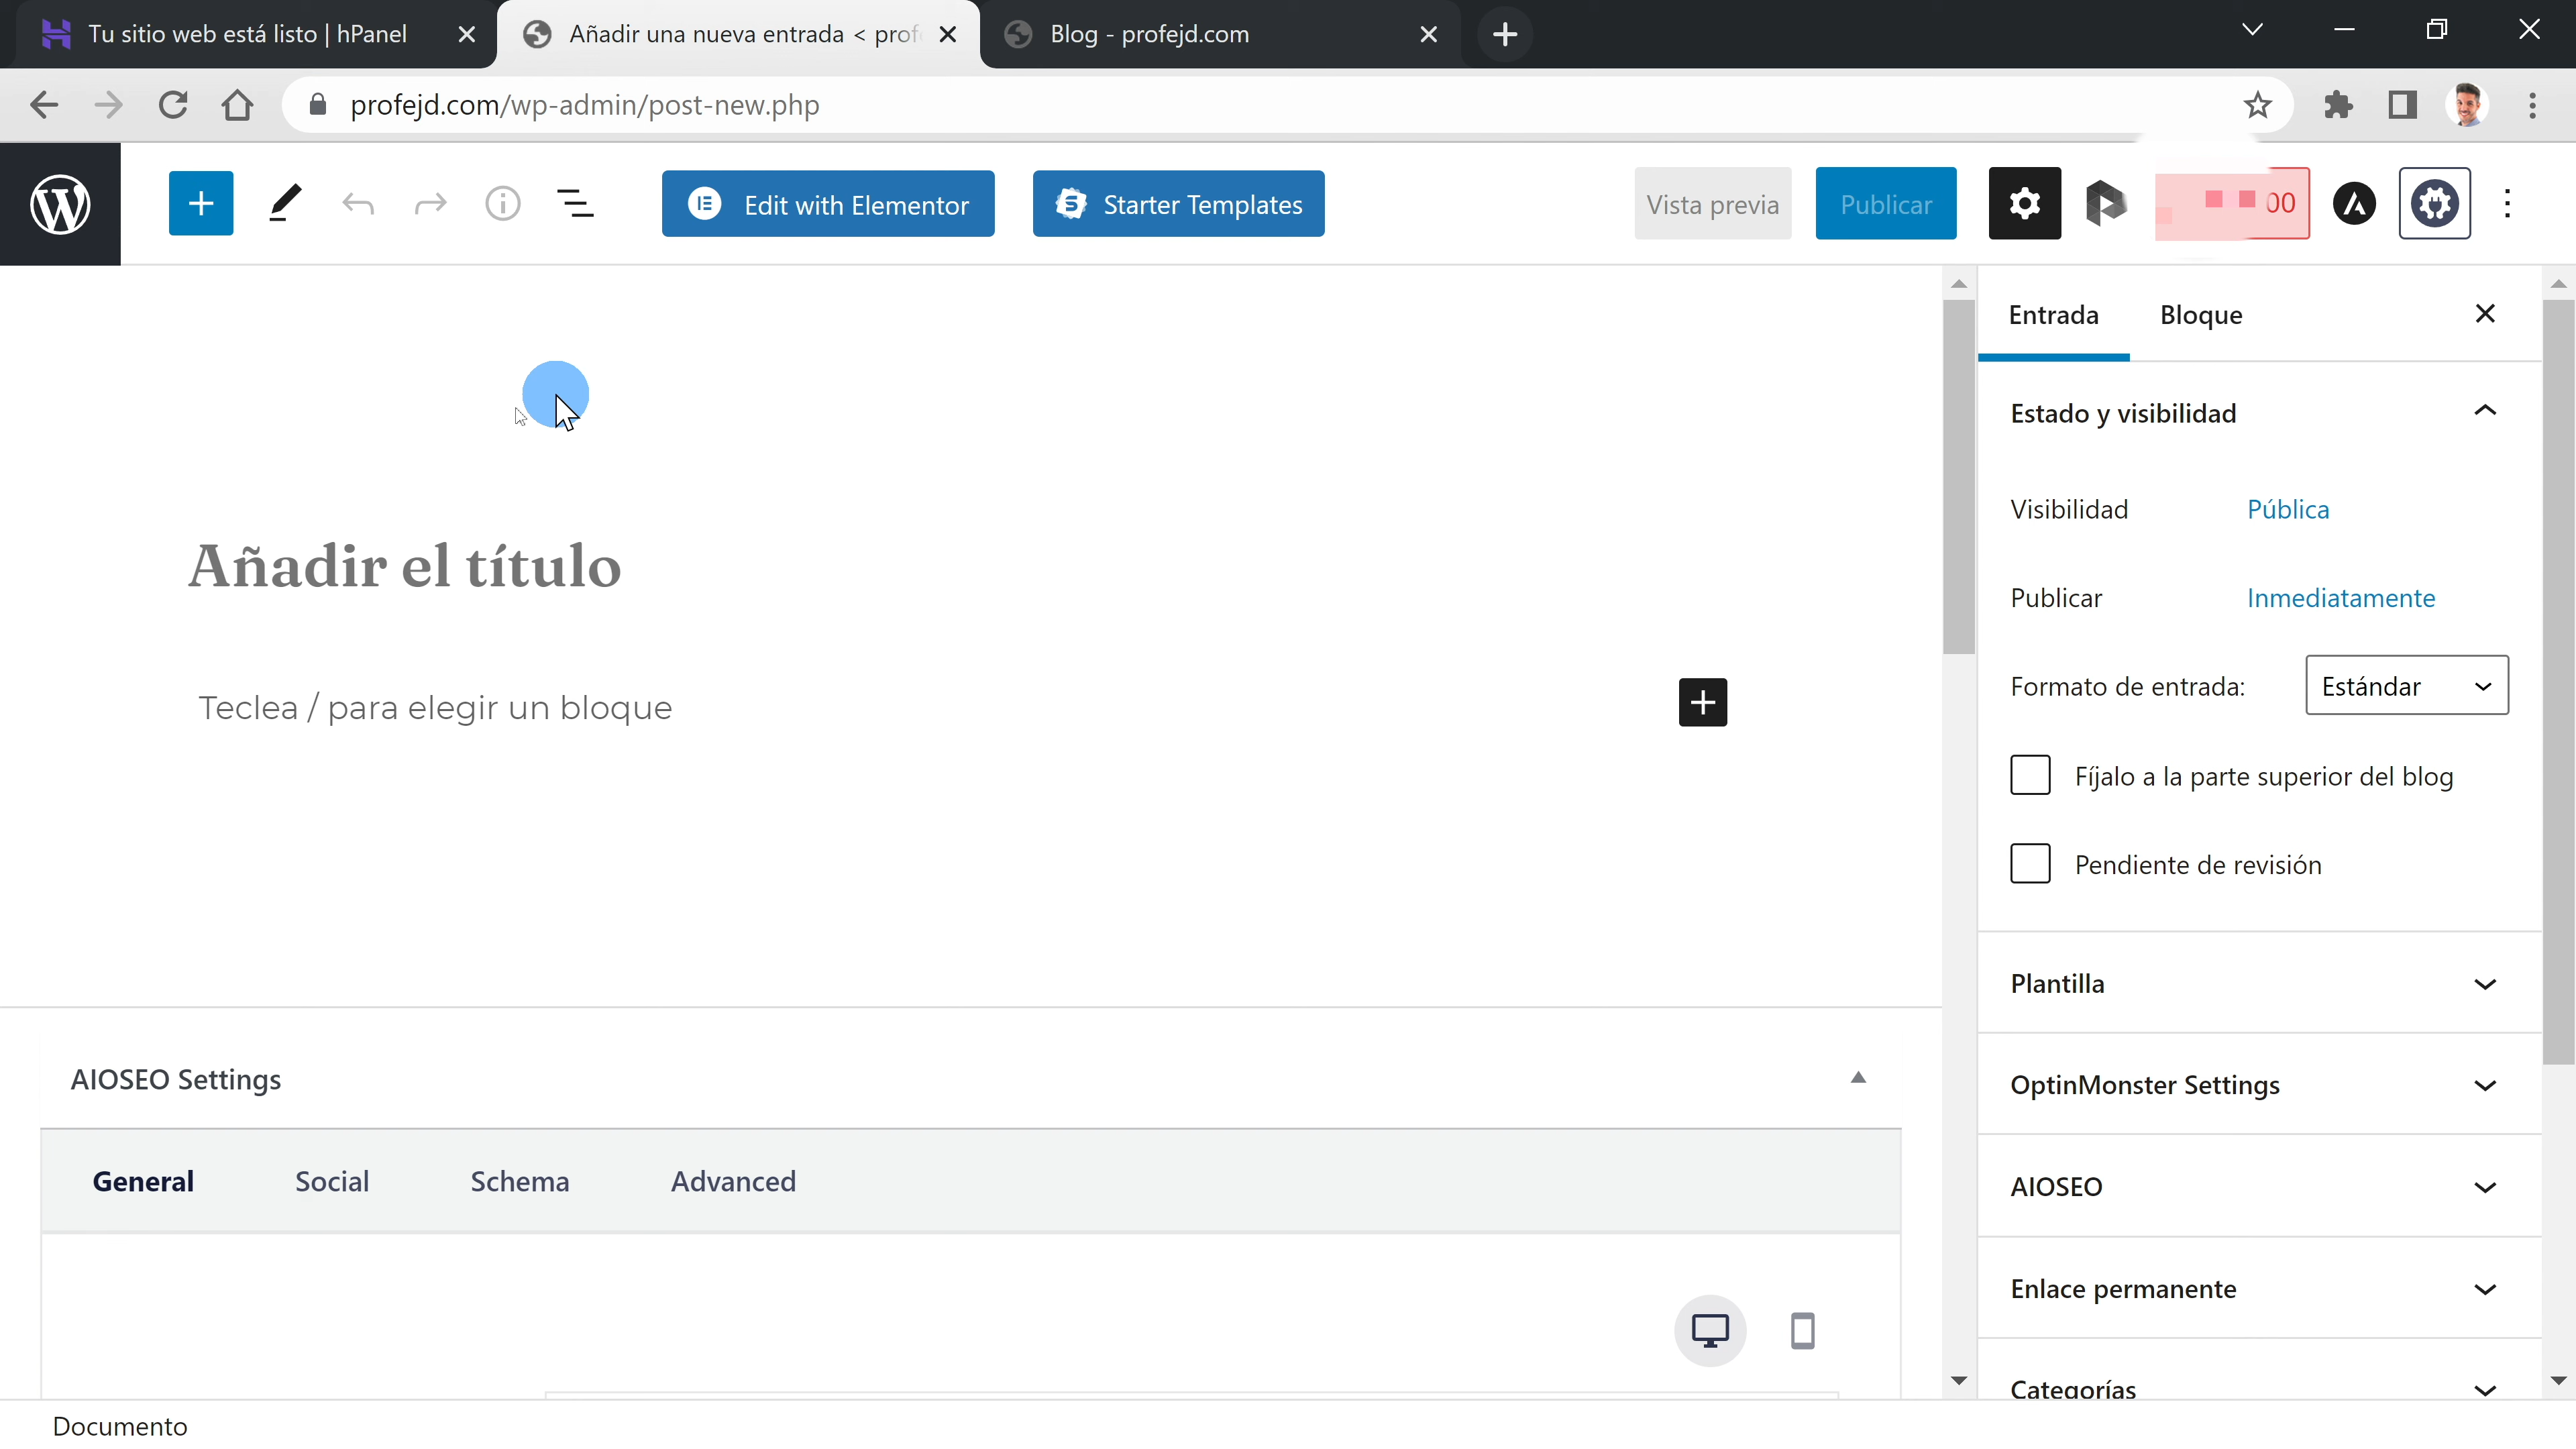 Tu sitio web está listo | hPanel
Añadir una nueva entrada < prof
Blog - profejd.com
profejd.com/wp-admin/post-new.php
Edit with Elementor
Starter Templates
Vista previa
Publicar
00
Entrada
Bloque
Estado y visibilidad
Visibilidad
Pública
Publicar
Inmediatamente
Formato de entrada:
Estándar
Fíjalo a la parte superior del blog
Pendiente de revisión
Plantilla
OptinMonster Settings
AIOSEO
Enlace permanente
Categorías
Añadir el título
Teclea / para elegir un bloque
AIOSEO Settings
General
Social
Schema
Advanced
Documento